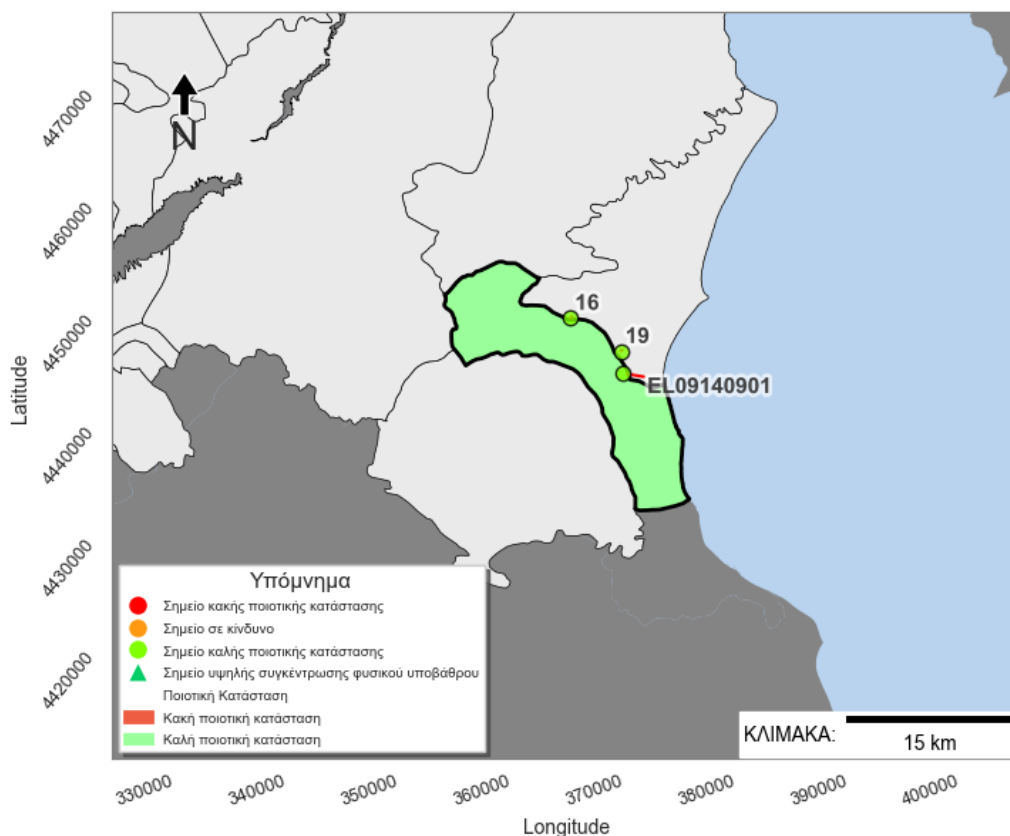 4470000
4460000
4450000
4440000
4430000
4420000
Latitude
N
16
19
EL09140901
Υπόμνημα
Σημείο κακής ποιοτικής κατάστασης
Σημείο σε κίνδυνο
Σημείο καλής ποιοτικής κατάστασης
Σημείο υψηλής συγκέντρωσης φυσικού υποβάθρου
Ποιοτική Κατάσταση
Κακή ποιοτική κατάσταση
Καλή ποιοτική κατάσταση
ΚΛΙΜΑΚΑ:
15 km
330000 340000 350000 360000 370000 380000 390000 400000
Longitude